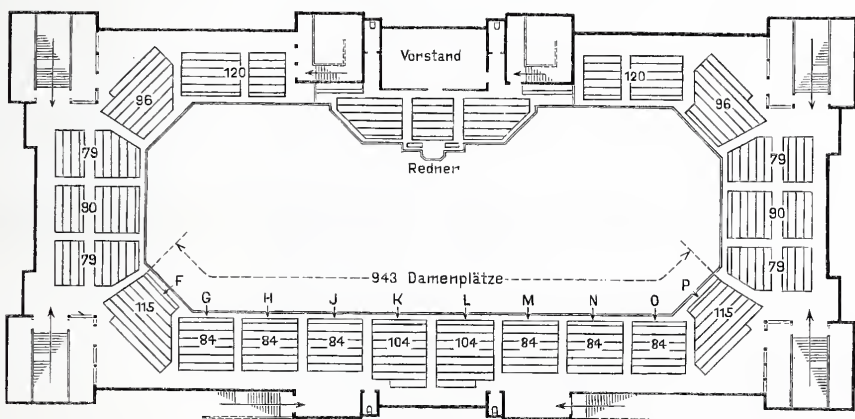 Vorstand
120
120
96
96
Redner
79
79
90
90
79
79
943 Damenplätze
F
P
G H J K L M N O
115
115
84 84 84 104 104 84 84 84